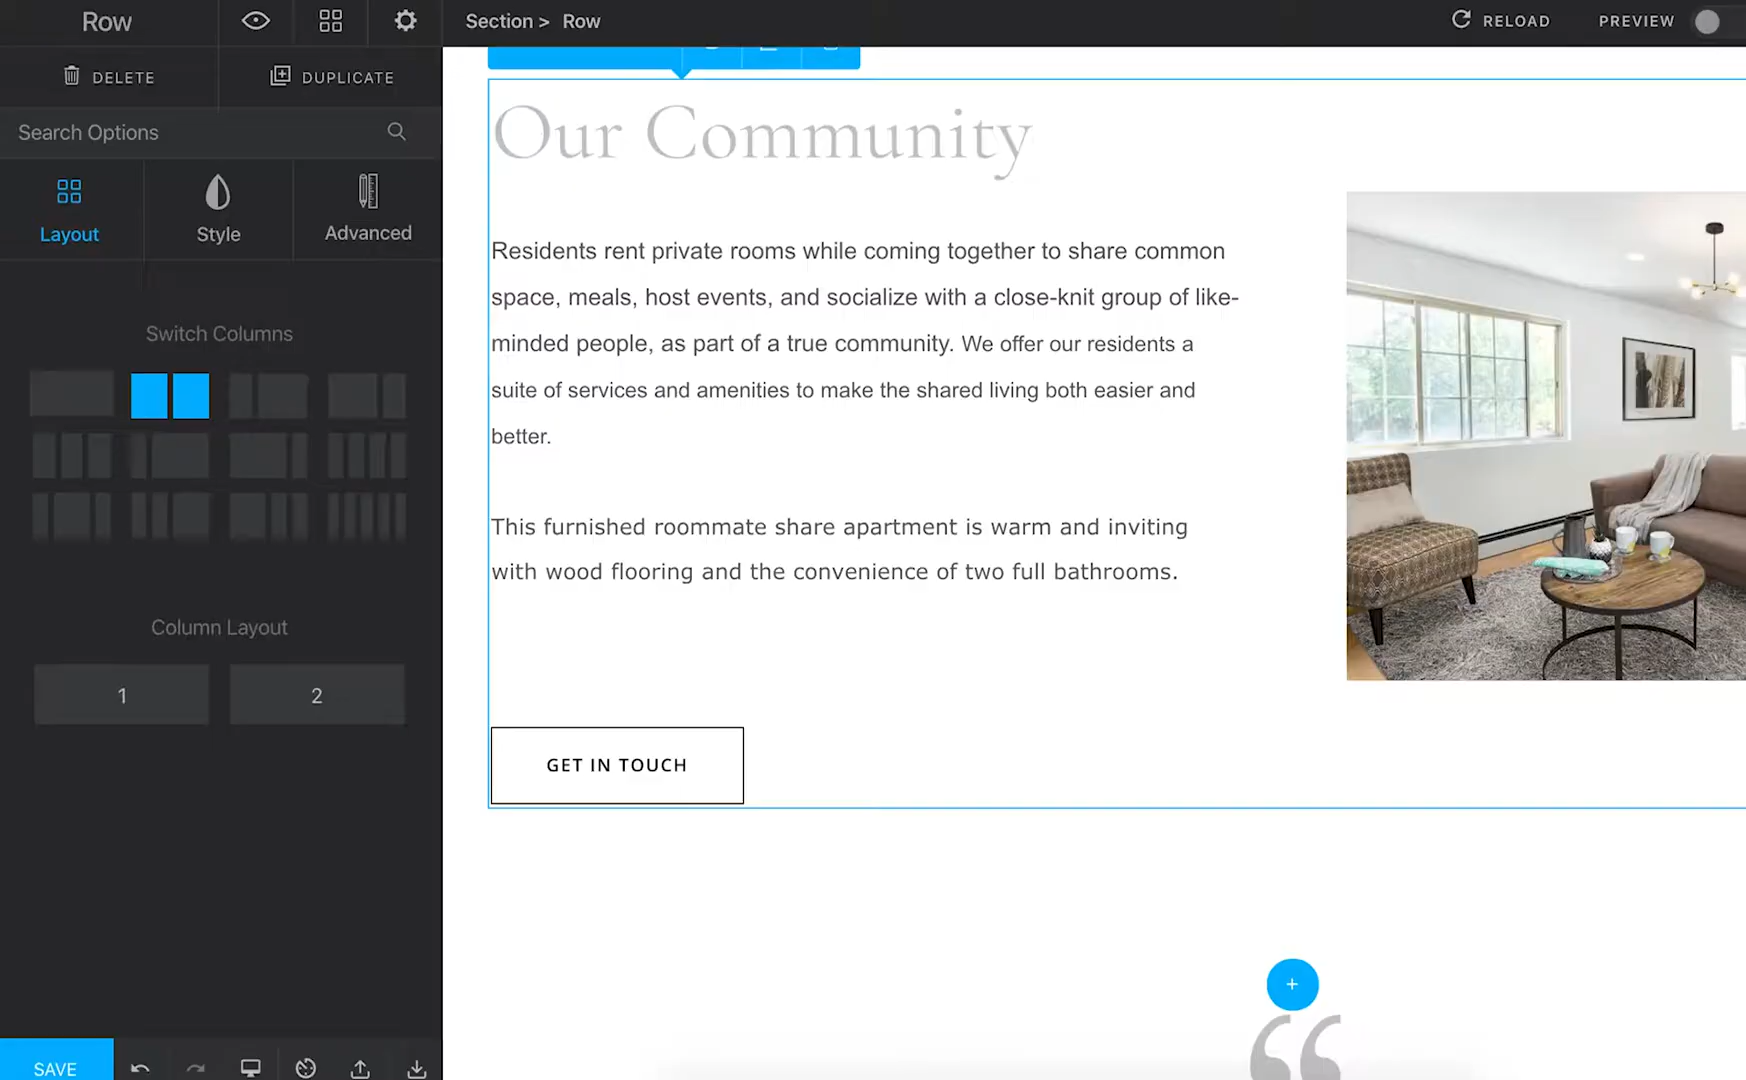 Row
Section > Row
RELOAD
PREVIEW
DELETE
DUPLICATE
Search Options
Layout
Style
Advanced
Switch Columns
Column Layout
1
2
SAVE
Our Community
Residents rent private rooms while coming together to share common
space, meals, host events, and socialize with a close-knit group of like-
minded people, as part of a true community. We offer our residents a
suite of services and amenities to make the shared living both easier and
better.
This furnished roommate share apartment is warm and inviting
with wood flooring and the convenience of two full bathrooms.
GET IN TOUCH
+
“